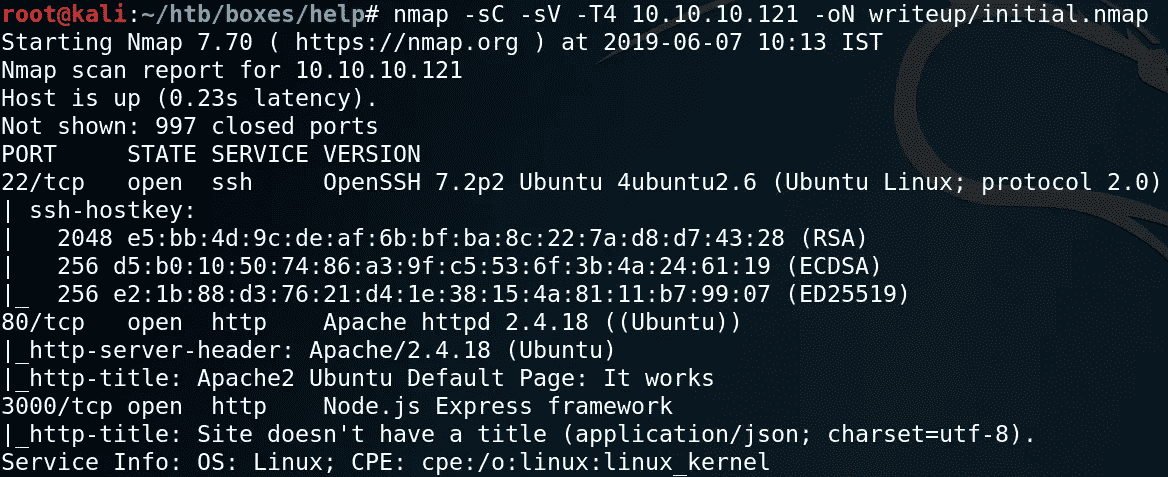 root@kali:~/htb/boxes/help# nmap -sC -sV -T4 10.10.10.121 -oN writeup/initial.nmap
Starting Nmap 7.70 ( https://nmap.org ) at 2019-06-07 10:13 IST
Nmap scan report for 10.10.10.121
Host is up (0.23s latency).
Not shown: 997 closed ports
PORT     STATE SERVICE VERSION
22/tcp   open  ssh     OpenSSH 7.2p2 Ubuntu 4ubuntu2.6 (Ubuntu Linux; protocol 2.0)
| ssh-hostkey:
|   2048 e5:bb:4d:9c:de:af:6b:bf:ba:8c:22:7a:d8:d7:43:28 (RSA)
|   256 d5:b0:10:50:74:86:a3:9f:c5:53:6f:3b:4a:24:61:19 (ECDSA)
|_  256 e2:1b:88:d3:76:21:d4:1e:38:15:4a:81:11:b7:99:07 (ED25519)
80/tcp   open  http    Apache httpd 2.4.18 ((Ubuntu))
|_http-server-header: Apache/2.4.18 (Ubuntu)
|_http-title: Apache2 Ubuntu Default Page: It works
3000/tcp open  http    Node.js Express framework
|_http-title: Site doesn't have a title (application/json; charset=utf-8).
Service Info: OS: Linux; CPE: cpe:/o:linux:linux_kernel